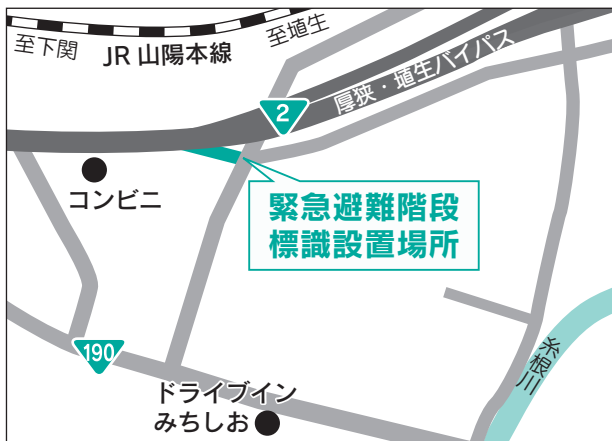 至下関
JR 山陽本線
至埴生
2
厚狭・埴生バイパス
コンビニ
緊急避難階段
標識設置場所
190
糸根川
ドライブイン
みちしお